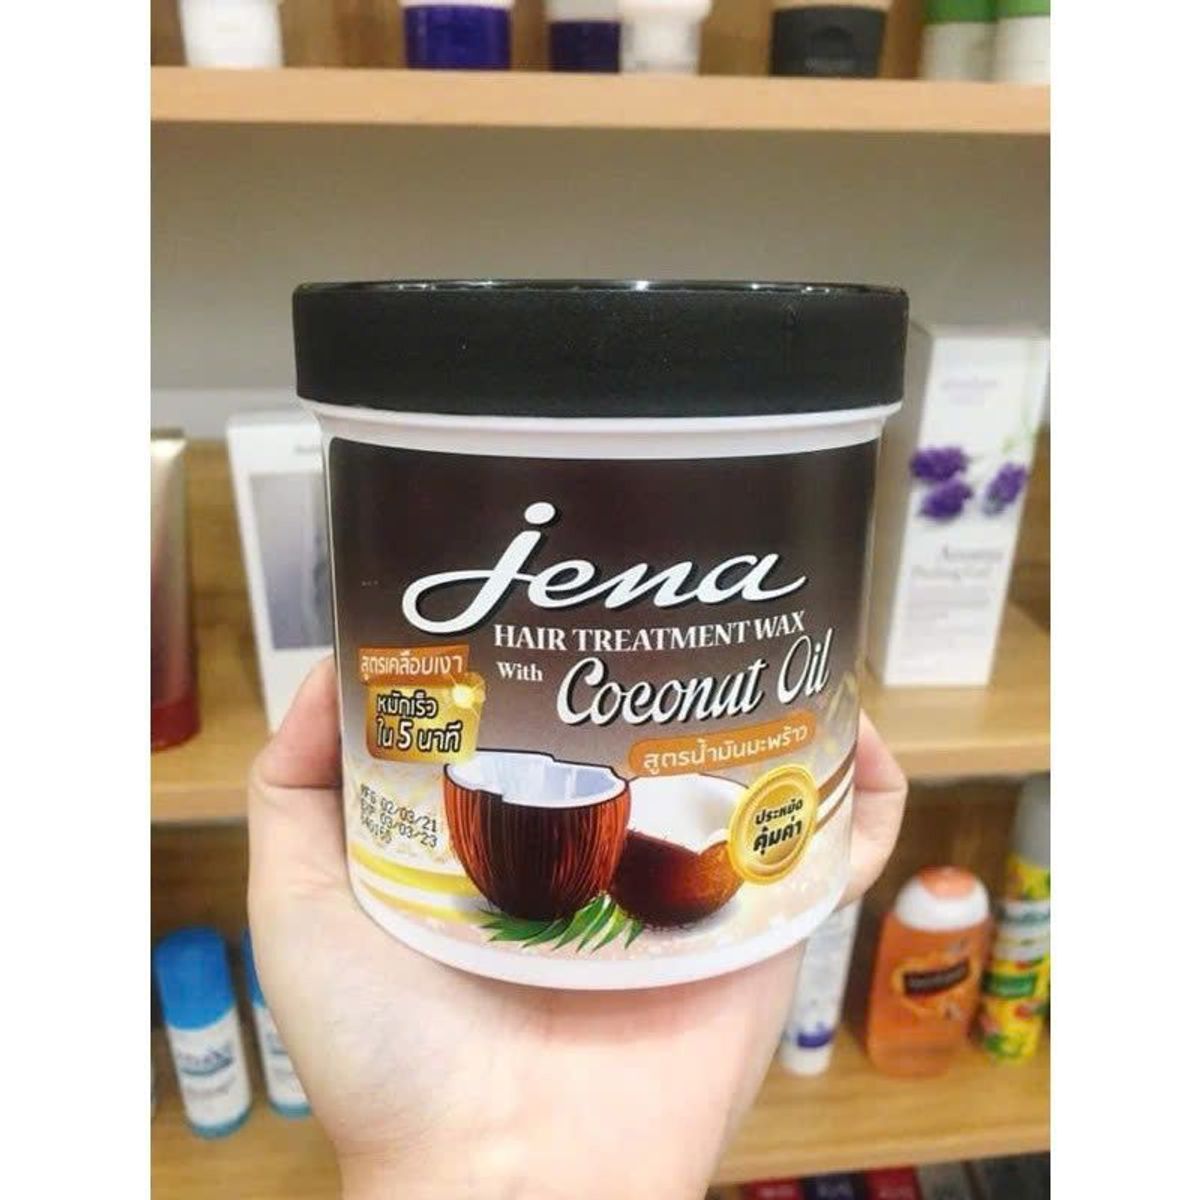 jena
HAIR TREATMENT WAX
With Coconut Oil
สูตรเคลือบเงา
หมักเร็ว
ใน 5 นาที
สูตรน้ำมันมะพร้าว
ประหยัด
คุ้มค่า
MFG 02/03/21
EXP 03/03/23